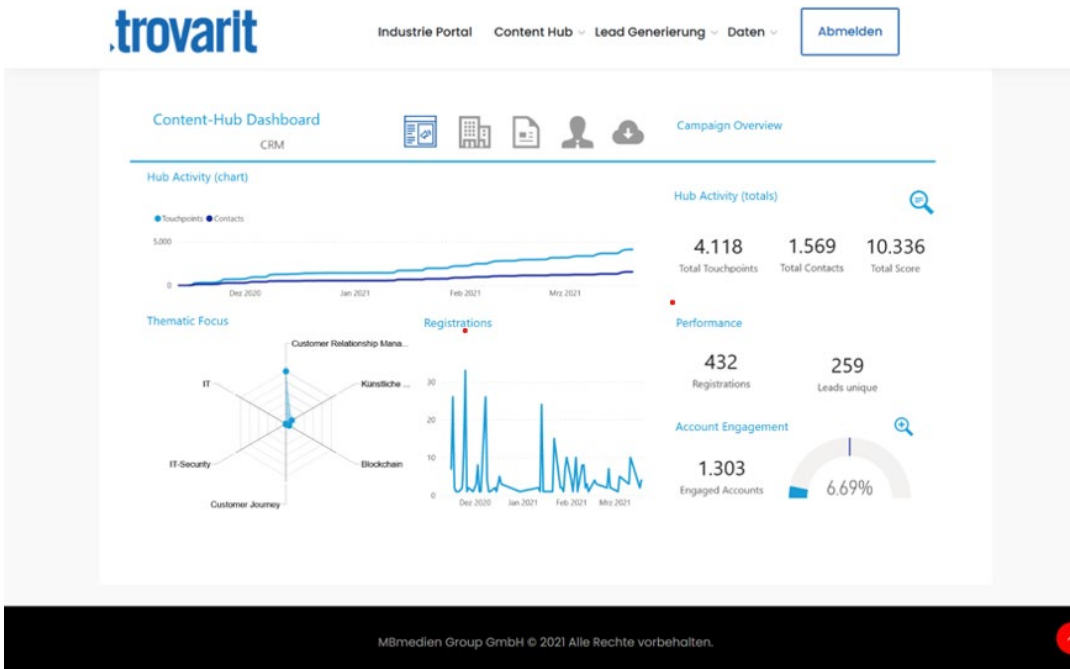 .trovarit
Industrie Portal Content Hub Lead Generierung Daten Abmelden
Content-Hub Dashboard
CRM
Campaign Overview
Hub Activity (chart)
Touchpoints Contacts
5.000
0
Dez 2020 Jan 2021 Feb 2021 Mrz 2021
Hub Activity (totals)
4.118 1.569 10.336
Total Touchpoints Total Contacts Total Score
Thematic Focus
Customer Relationship Mana...
IT
Künstliche ...
IT-Security
Blockchain
Customer Journey
Registrations
30
20
10
0
Dez 2020 Jan 2021 Feb 2021 Mrz 2021
Performance
432 259
Registrations Leads unique
Account Engagement
1.303
Engaged Accounts
6.69%
MBmedien Group GmbH © 2021 Alle Rechte vorbehalten.